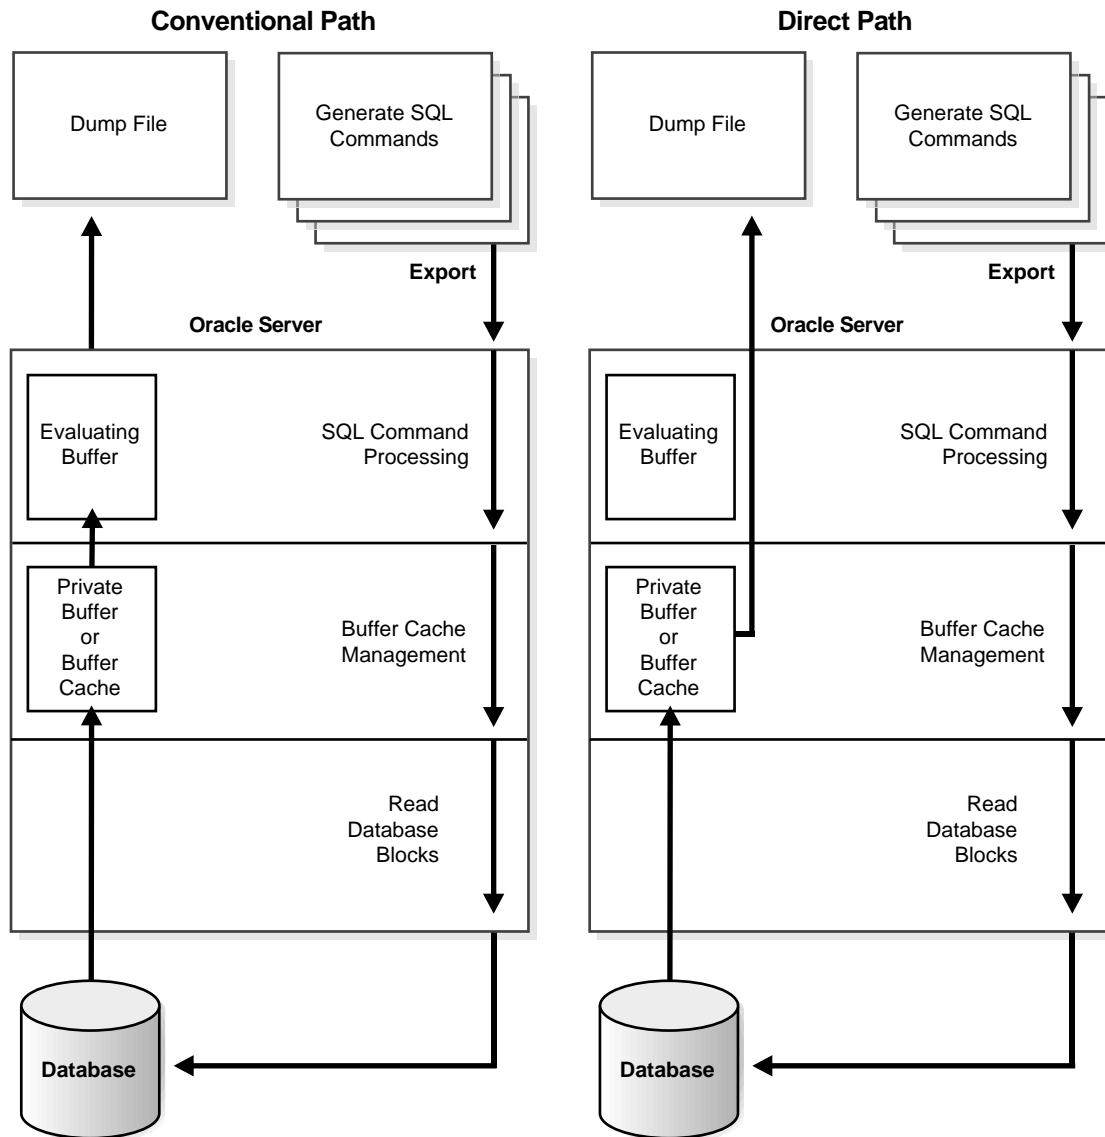 Conventional Path
Dump File
Generate SQL
Commands
Export
Oracle Server
Evaluating
Buffer
SQL Command
Processing
Private
Buffer
or
Buffer
Cache
Buffer Cache
Management
Read
Database
Blocks
Database
Direct Path
Dump File
Generate SQL
Commands
Export
Oracle Server
Evaluating
Buffer
SQL Command
Processing
Private
Buffer
or
Buffer
Cache
Buffer Cache
Management
Read
Database
Blocks
Database